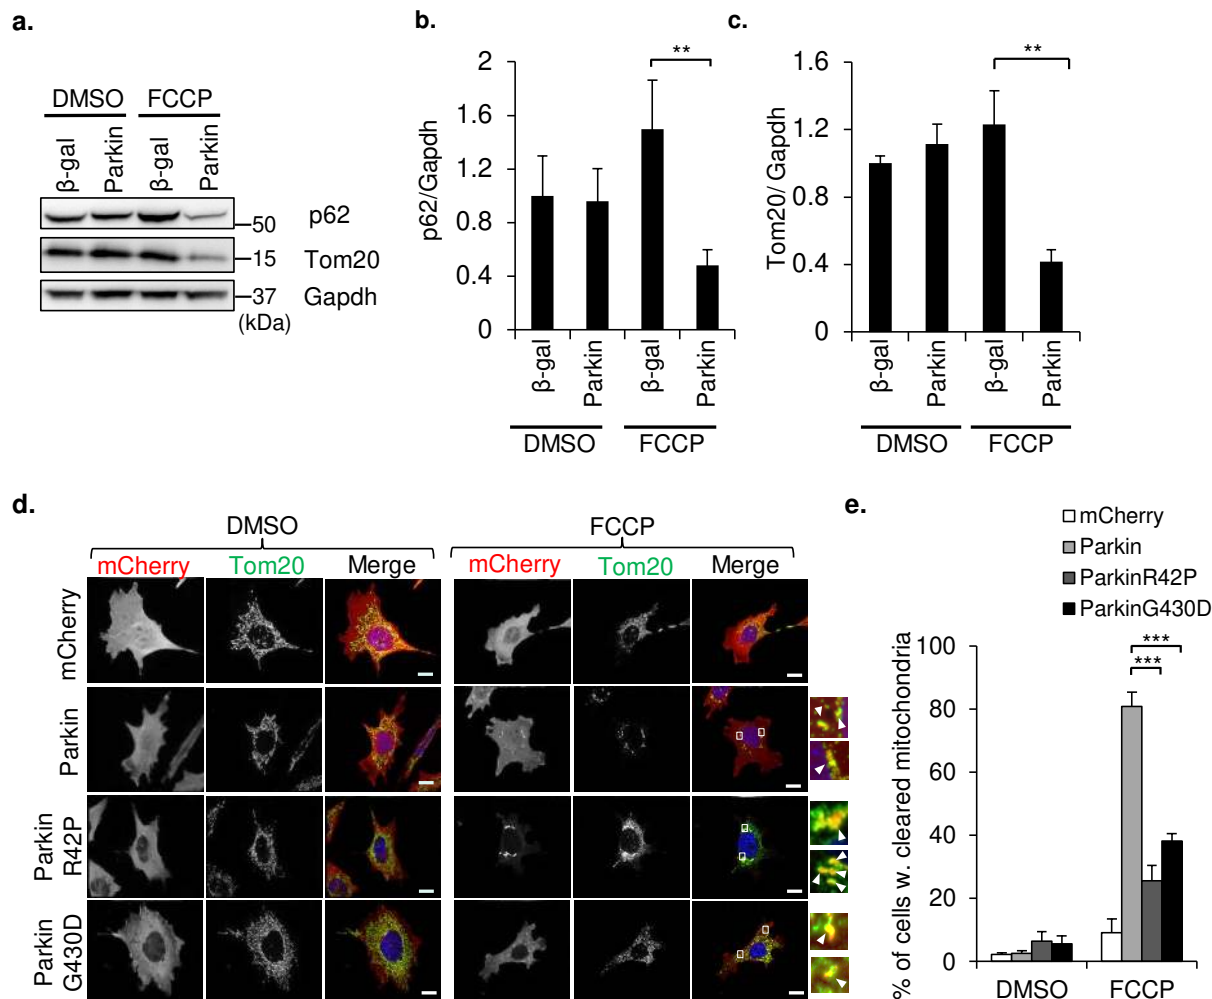 a.
DMSO FCCP
β-gal Parkin β-gal Parkin
50 p62
15 Tom20
37 Gapdh
(kDa)
b.
**
p62/Gapdh
2
1.6
1.2
0.8
0.4
0
β-gal Parkin β-gal Parkin
DMSO FCCP
c.
**
Tom20/ Gapdh
1.6
1.2
0.8
0.4
0
β-gal Parkin β-gal Parkin
DMSO FCCP
d.
DMSO FCCP
mCherry Tom20 Merge mCherry Tom20 Merge
mCherry
Parkin
Parkin
R42P
Parkin
G430D
e.
mCherry
Parkin
ParkinR42P
ParkinG430D
***
***
% of cells w. cleared mitochondria
100
80
60
40
20
0
DMSO FCCP